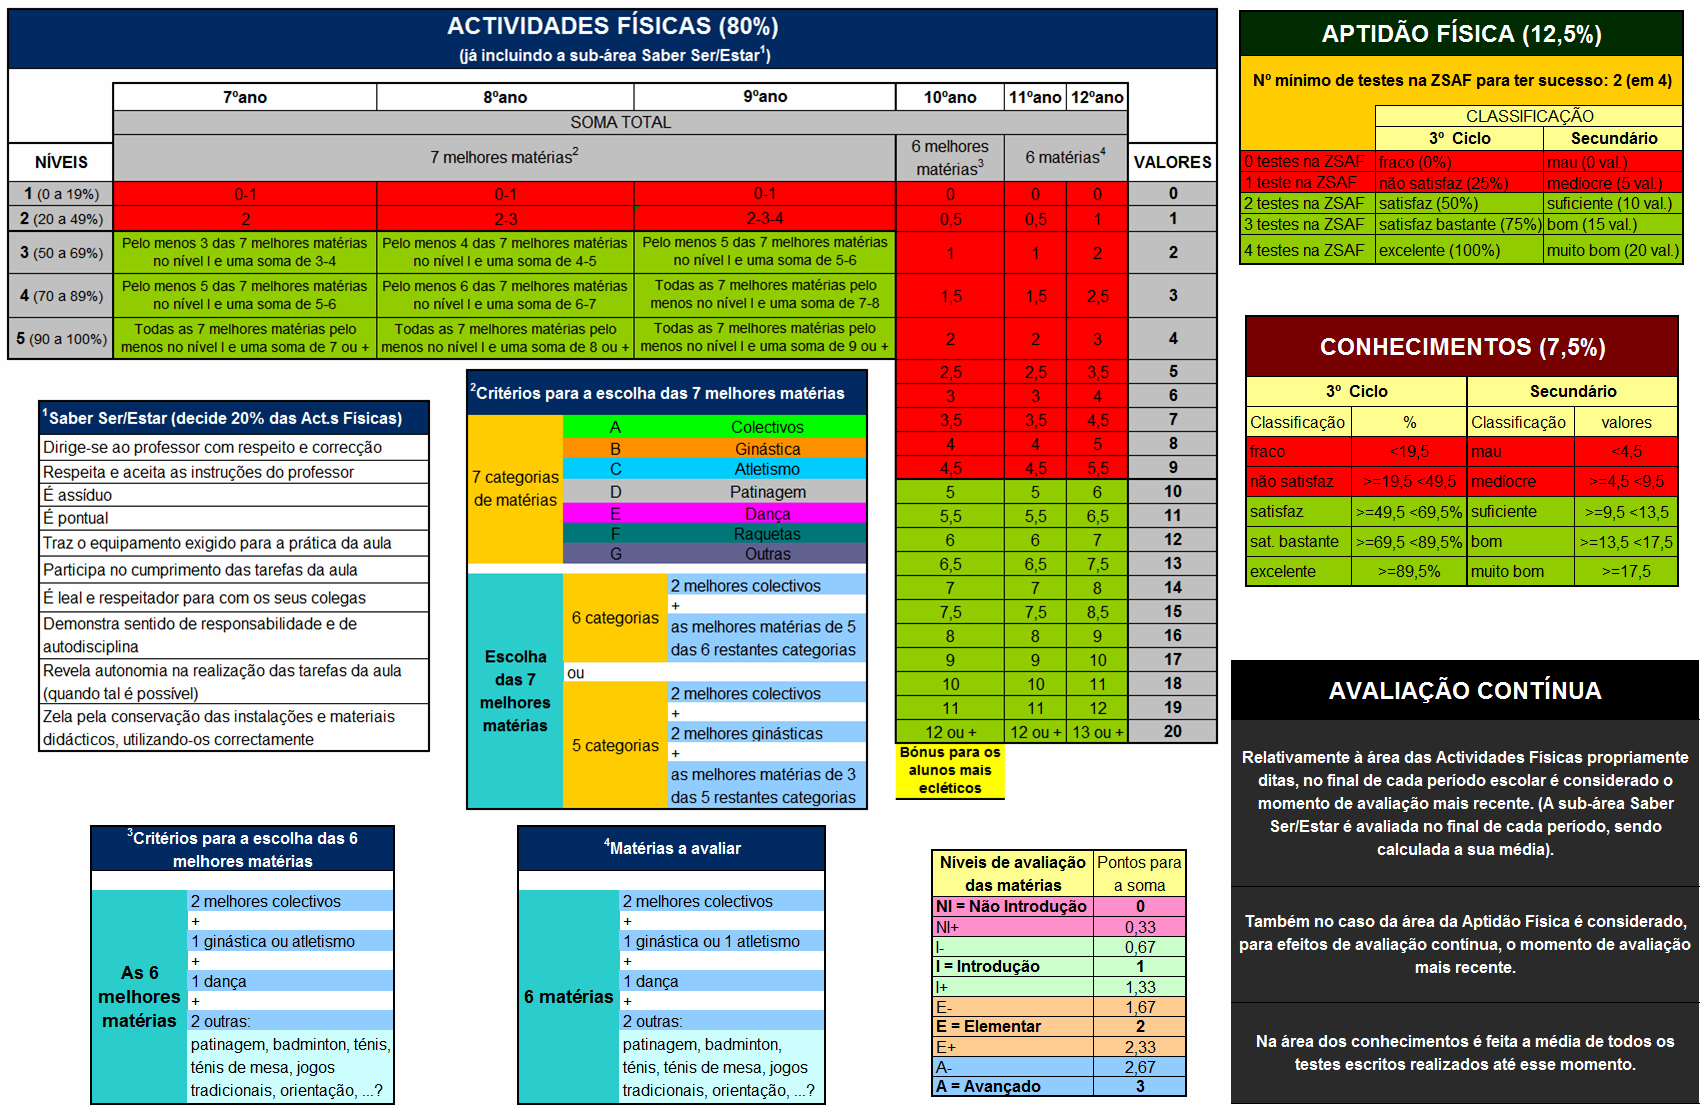 ACTIVIDADES FÍSICAS (80%)
(já incluindo a sub-área Saber Ser/Estar1)
7ºano 8ºano 9ºano 10ºano 11ºano 12ºano
SOMA TOTAL
NÍVEIS 7 melhores matérias2 6 melhores matérias3 6 matérias4 VALORES
1 (0 a 19%) 0-1 0-1 0-1 0 0 0 0
2 (20 a 49%) 2 2-3 2-3-4 0,5 0,5 1 1
3 (50 a 69%) Pelo menos 3 das 7 melhores matérias no nível I e uma soma de 3-4 Pelo menos 4 das 7 melhores matérias no nível I e uma soma de 4-5 Pelo menos 5 das 7 melhores matérias no nível I e uma soma de 5-6 1 1 2 2
4 (70 a 89%) Pelo menos 5 das 7 melhores matérias no nível I e uma soma de 5-6 Pelo menos 6 das 7 melhores matérias no nível I e uma soma de 6-7 Todas as 7 melhores matérias pelo menos no nível I e uma soma de 7-8 1,5 1,5 2,5 3
5 (90 a 100%) Todas as 7 melhores matérias pelo menos no nível I e uma soma de 7 ou + Todas as 7 melhores matérias pelo menos no nível I e uma soma de 8 ou + Todas as 7 melhores matérias pelo menos no nível I e uma soma de 9 ou + 2 2 3 4
2,5 2,5 3,5 5
3 3 4 6
3,5 3,5 4,5 7
4 4 5 8
4,5 4,5 5,5 9
5 5 6 10
5,5 5,5 6,5 11
6 6 7 12
6,5 6,5 7,5 13
7 7 8 14
7,5 7,5 8,5 15
8 8 9 16
9 9 10 17
10 10 11 18
11 11 12 19
12 ou + 12 ou + 13 ou + 20
Bónus para os
alunos mais
ecléticos
1Saber Ser/Estar (decide 20% das Act.s Físicas)
Dirige-se ao professor com respeito e correcção
Respeita e aceita as instruções do professor
É assíduo
É pontual
Traz o equipamento exigido para a prática da aula
Participa no cumprimento das tarefas da aula
É leal e respeitador para com os seus colegas
Demonstra sentido de responsabilidade e de
autodisciplina
Revela autonomia na realização das tarefas da aula
(quando tal é possível)
Zela pela conservação das instalações e materiais
didácticos, utilizando-os correctamente
2Critérios para a escolha das 7 melhores matérias
7 categorias
de matérias
A Colectivos
B Ginástica
C Atletismo
D Patinagem
E Dança
F Raquetas
G Outras
Escolha
das 7
melhores
matérias
6 categorias
2 melhores colectivos
+
as melhores matérias de 5
das 6 restantes categorias
ou
5 categorias
2 melhores colectivos
+
2 melhores ginásticas
+
as melhores matérias de 3
das 5 restantes categorias
3Critérios para a escolha das 6
melhores matérias
As 6
melhores
matérias
2 melhores colectivos
+
1 ginástica ou atletismo
+
1 dança
+
2 outras:
patinagem, badminton, ténis,
ténis de mesa, jogos
tradicionais, orientação, ...?
4Matérias a avaliar
6 matérias
2 melhores colectivos
+
1 ginástica ou 1 atletismo
+
1 dança
+
2 outras:
patinagem, badminton,
ténis, ténis de mesa, jogos
tradicionais, orientação, ...?
Níveis de avaliação Pontos para
das matérias a soma
NI = Não Introdução 0
NI+ 0,33
I- 0,67
I = Introdução 1
I+ 1,33
E- 1,67
E = Elementar 2
E+ 2,33
A- 2,67
A = Avançado 3
APTIDÃO FÍSICA (12,5%)
Nº mínimo de testes na ZSAF para ter sucesso: 2 (em 4)
CLASSIFICAÇÃO
3º Ciclo Secundário
0 testes na ZSAF fraco (0%) mau (0 val.)
1 teste na ZSAF não satisfaz (25%) medíocre (5 val.)
2 testes na ZSAF satisfaz (50%) suficiente (10 val.)
3 testes na ZSAF satisfaz bastante (75%) bom (15 val.)
4 testes na ZSAF excelente (100%) muito bom (20 val.)
CONHECIMENTOS (7,5%)
3º Ciclo Secundário
Classificação % Classificação valores
fraco <19,5 mau <4,5
não satisfaz >=19,5 <49,5 medíocre >=4,5 <9,5
satisfaz >=49,5 <69,5% suficiente >=9,5 <13,5
sat. bastante >=69,5 <89,5% bom >=13,5 <17,5
excelente >=89,5% muito bom >=17,5
AVALIAÇÃO CONTÍNUA
Relativamente à área das Actividades Físicas propriamente
ditas, no final de cada período escolar é considerado o
momento de avaliação mais recente. (A sub-área Saber
Ser/Estar é avaliada no final de cada período, sendo
calculada a sua média).
Também no caso da área da Aptidão Física é considerado,
para efeitos de avaliação contínua, o momento de avaliação
mais recente.
Na área dos conhecimentos é feita a média de todos os
testes escritos realizados até esse momento.